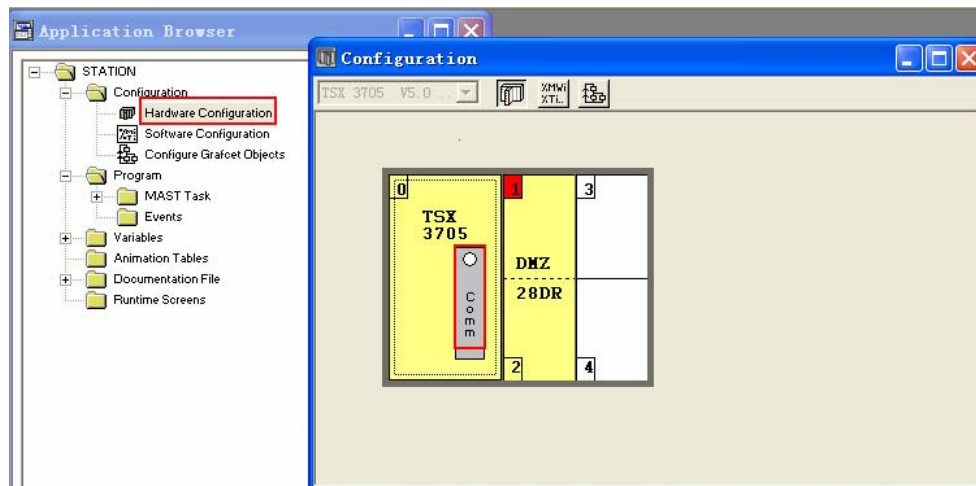 Application Browser
STATION
Configuration
Hardware Configuration
Software Configuration
Configure Grafcet Objects
Program
MAST Task
Events
Variables
Animation Tables
Documentation File
Runtime Screens
Configuration
TSX 3705 V5.0 ..
XMWi
XTi..
0
1
3
TSX
3705
Comm
DMZ
28DR
2
4